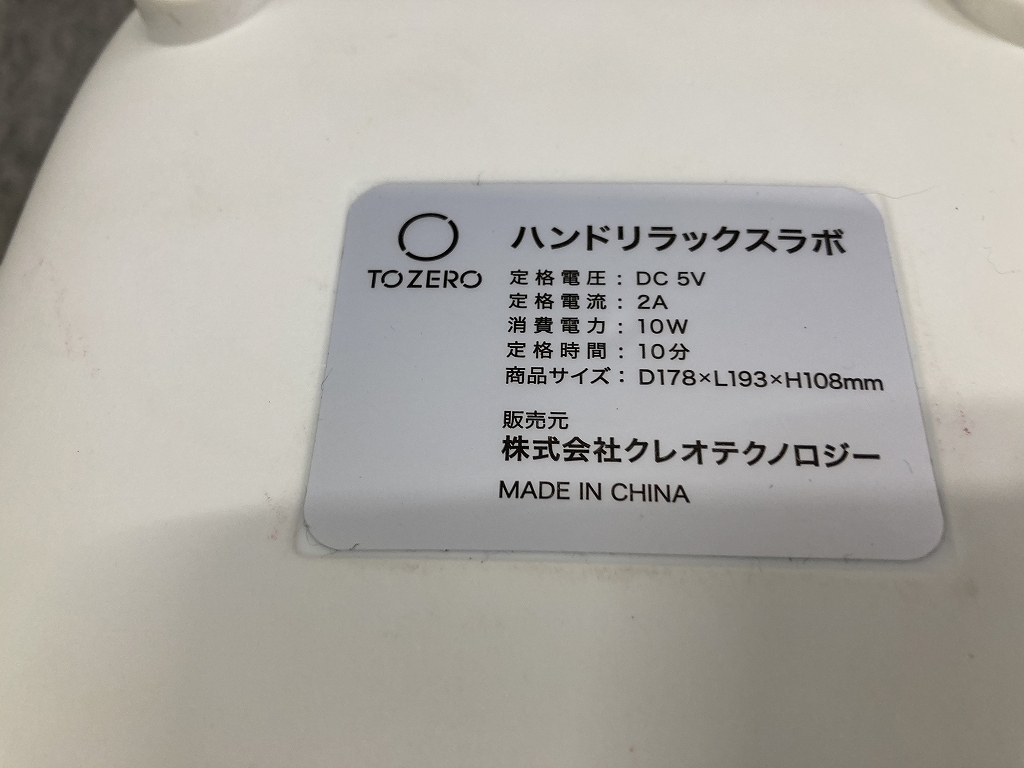 TOZERO
ハンドリラックスラボ
定格電圧：DC 5V
定格電流：2A
消費電力：10W
定格時間：10分
商品サイズ：D178×L193×H108mm
販売元
株式会社クレオテクノロジー
MADE IN CHINA